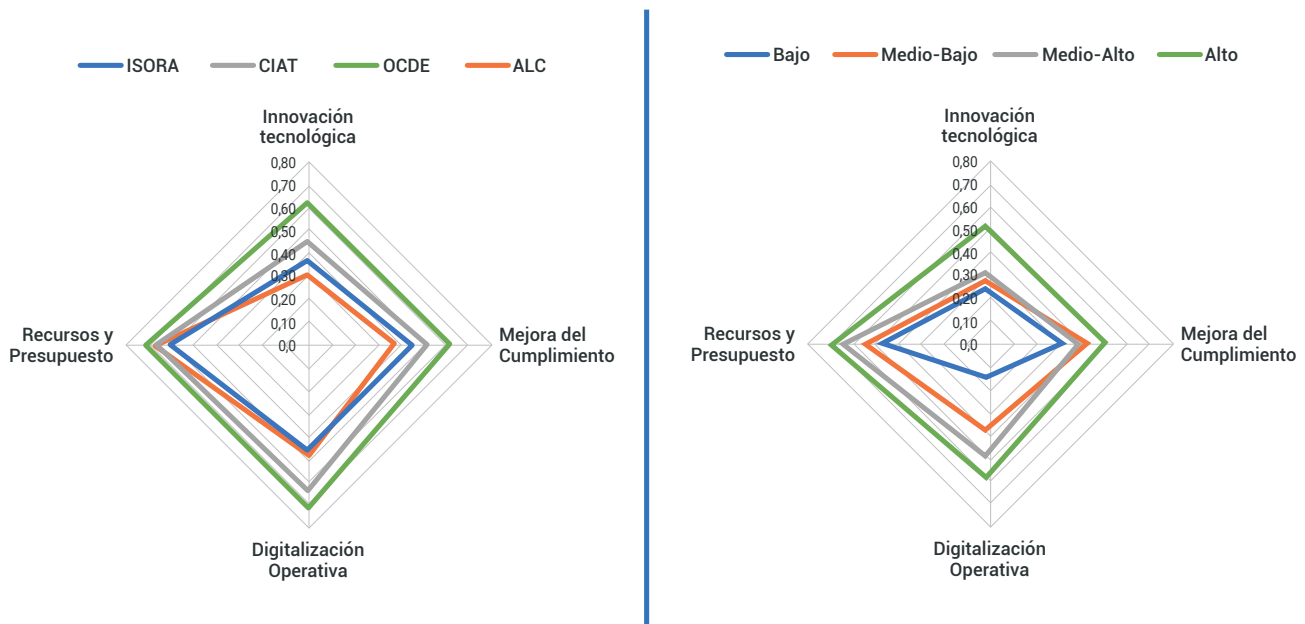 ISORA CIAT OCDE ALC
Innovación
tecnológica
0,80
0,70
0,60
0,50
0,40
0,30
0,20
0,10
0,0
Recursos y
Presupuesto
Mejora del
Cumplimiento
Digitalización
Operativa
Bajo Medio-Bajo Medio-Alto Alto
Innovación
tecnológica
0,80
0,70
0,60
0,50
0,40
0,30
0,20
0,10
0,0
Recursos y
Presupuesto
Mejora del
Cumplimiento
Digitalización
Operativa